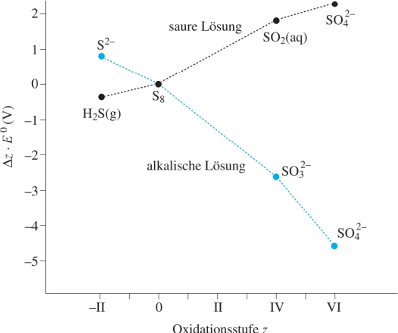 saure Lösung
SO₄²⁻
2
S²⁻
SO₂(aq)
1
0
S₈
H₂S(g)
–1
Δz · E⁰ (V)
–2
alkalische Lösung
SO₃²⁻
–3
–4
SO₄²⁻
–5
–II 0 II IV VI
Oxidationsstufe z